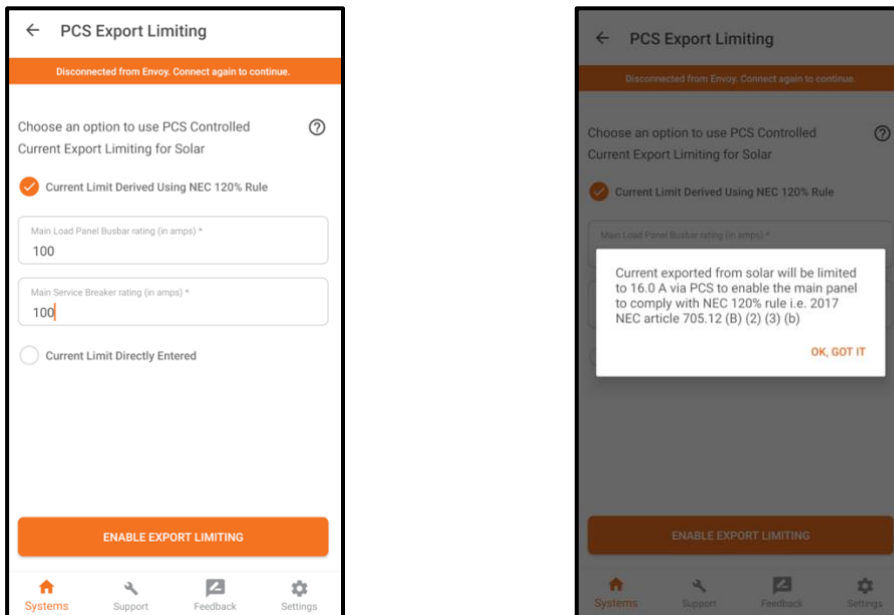 PCS Export Limiting
Disconnected from Envoy. Connect again to continue.
Choose an option to use PCS Controlled
Current Export Limiting for Solar
Current Limit Derived Using NEC 120% Rule
Main Load Panel Busbar rating (in amps) *
100
Main Service Breaker rating (in amps) *
100
Current Limit Directly Entered
ENABLE EXPORT LIMITING
Systems
Support
Feedback
Settings
PCS Export Limiting
Disconnected from Envoy. Connect again to continue.
Choose an option to use PCS Controlled
Current Export Limiting for Solar
Current Limit Derived Using NEC 120% Rule
Main Load Panel Busbar rating (in amps) *
Current exported from solar will be limited
to 16.0 A via PCS to enable the main panel
to comply with NEC 120% rule i.e. 2017
NEC article 705.12 (B) (2) (3) (b)
OK, GOT IT
ENABLE EXPORT LIMITING
Systems
Support
Feedback
Settings